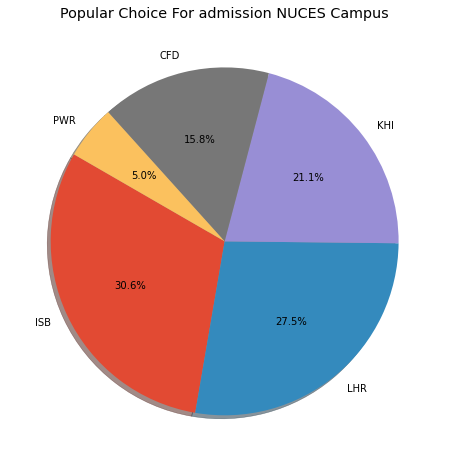 Popular Choice For admission NUCES Campus
CFD
PWR
KHI
15.8%
5.0%
21.1%
30.6%
27.5%
ISB
LHR